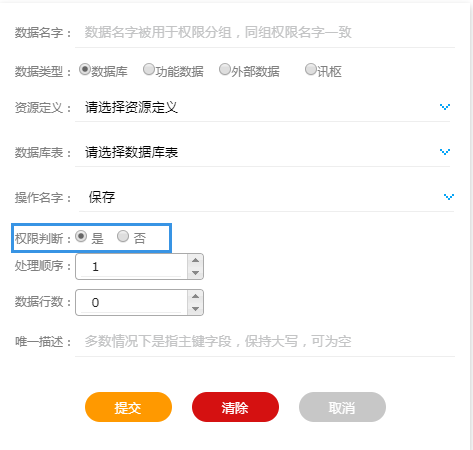 数据名字： 数据名字被用于权限分组，同组权限名字一致
数据类型： 数据库 功能数据 外部数据 讯枢
资源定义： 请选择资源定义
数据库表： 请选择数据库表
操作名字： 保存
权限判断： 是 否
处理顺序： 1
数据行数： 0
唯一描述： 多数情况下是指主键字段，保持大写，可为空
提交 清除 取消